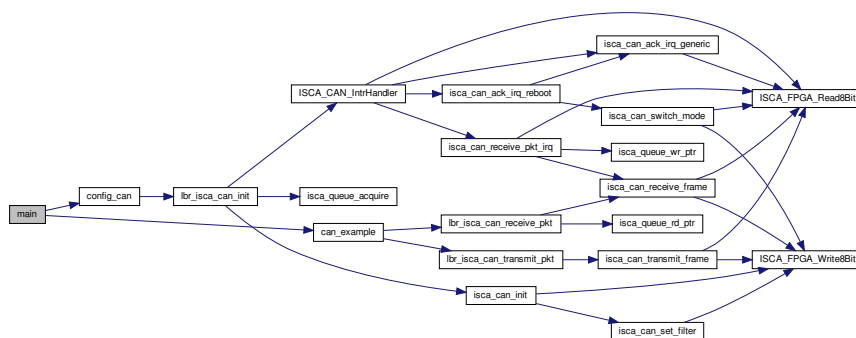 isca_can_ack_irq_generic
ISCA_CAN_IntrHandler
isca_can_ack_irq_reboot
ISCA_FPGA_Read8Bit
isca_can_switch_mode
isca_can_receive_pkt_irq
isca_queue_wr_ptr
isca_can_receive_frame
config_can
lbr_isca_can_init
isca_queue_acquire
main
lbr_isca_can_receive_pkt
isca_queue_rd_ptr
can_example
lbr_isca_can_transmit_pkt
isca_can_transmit_frame
ISCA_FPGA_Write8Bit
isca_can_init
isca_can_set_filter